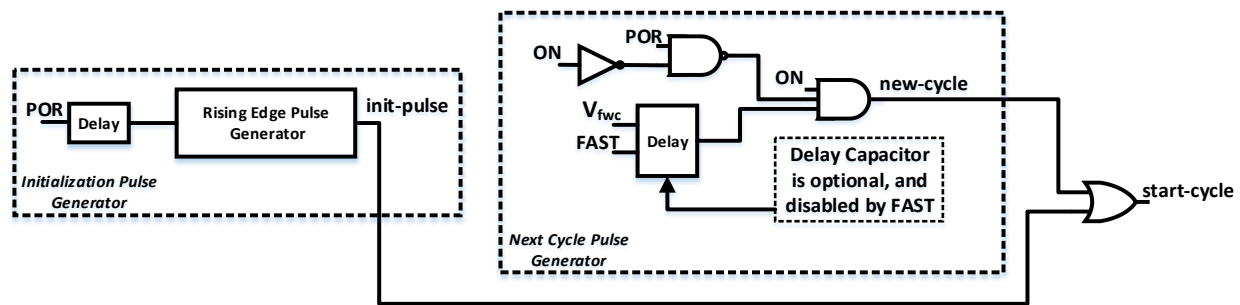 POR
Delay
Rising Edge Pulse
Generator
init-pulse
Initialization Pulse
Generator
ON
POR
ON
new-cycle
Vfwc
FAST
Delay
Delay Capacitor
is optional, and
disabled by FAST
Next Cycle Pulse
Generator
start-cycle